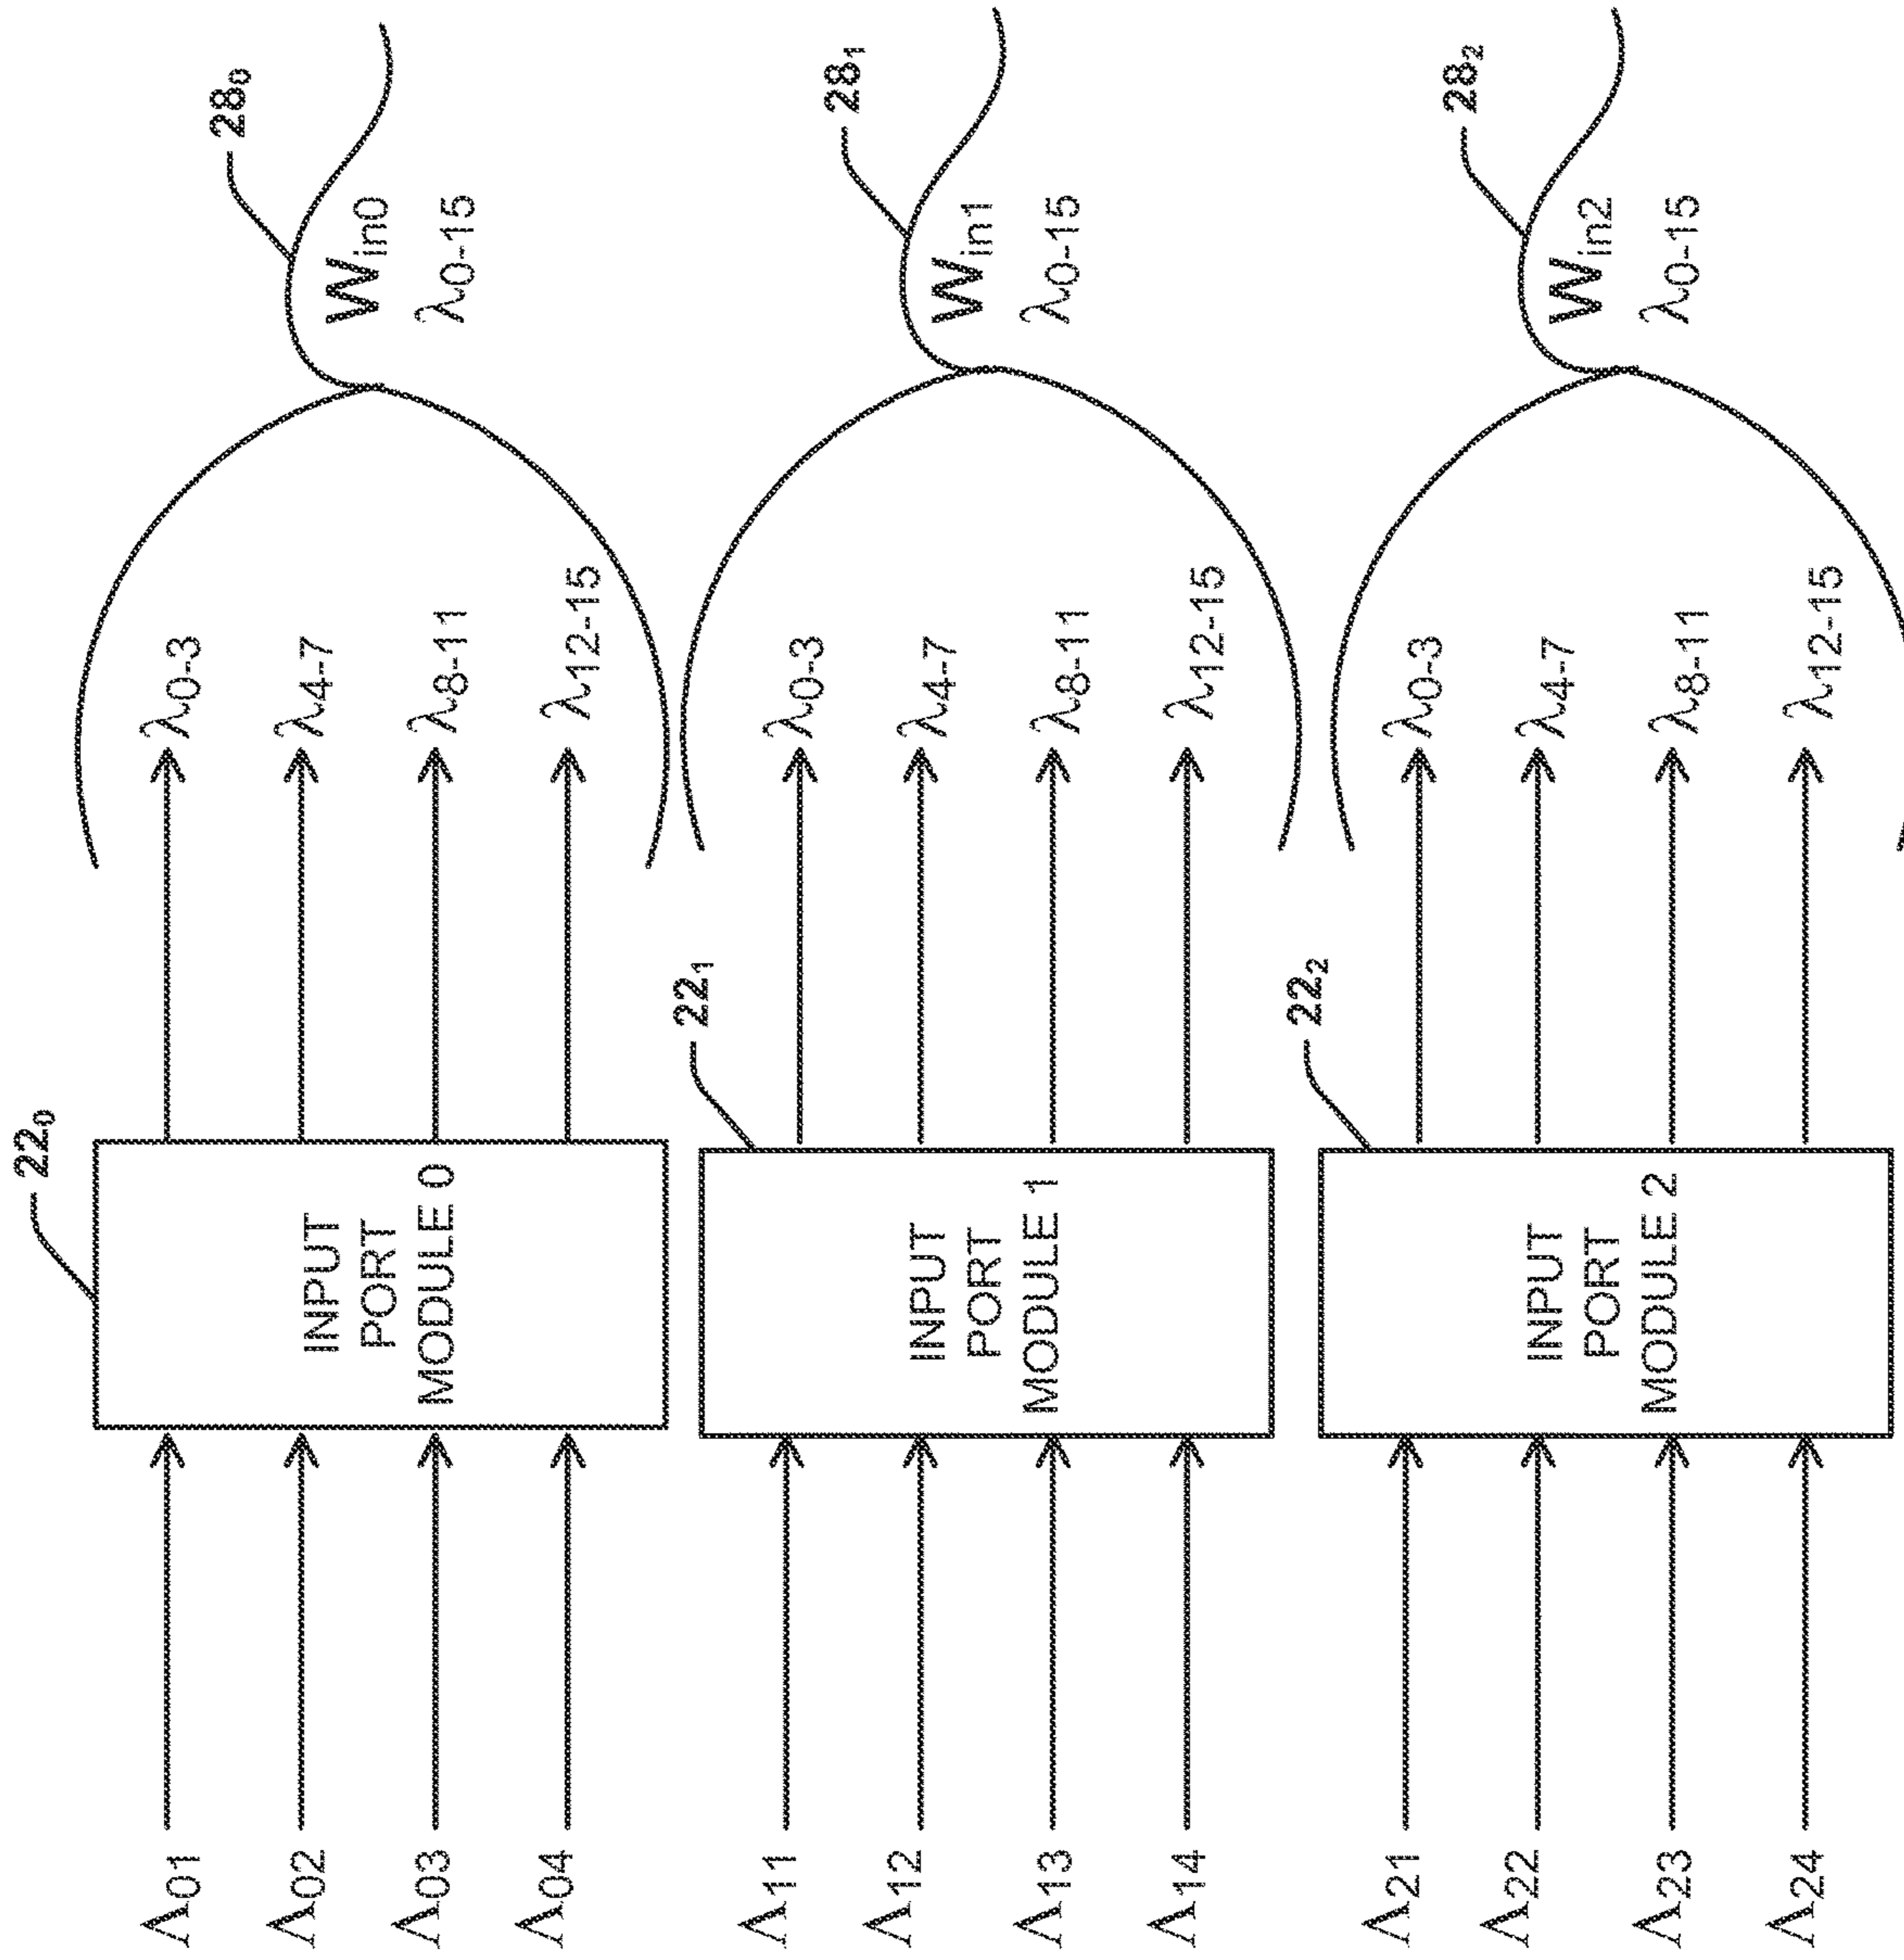 22₀
28₀
Λ01
Λ02
Λ03
Λ04
INPUT
PORT
MODULE 0
λ0-3
λ4-7
λ8-11
λ12-15
Win0
λ0-15
22₁
28₁
Λ11
Λ12
Λ13
Λ14
INPUT
PORT
MODULE 1
λ0-3
λ4-7
λ8-11
λ12-15
Win1
λ0-15
22₂
28₂
Λ21
Λ22
Λ23
Λ24
INPUT
PORT
MODULE 2
λ0-3
λ4-7
λ8-11
λ12-15
Win2
λ0-15